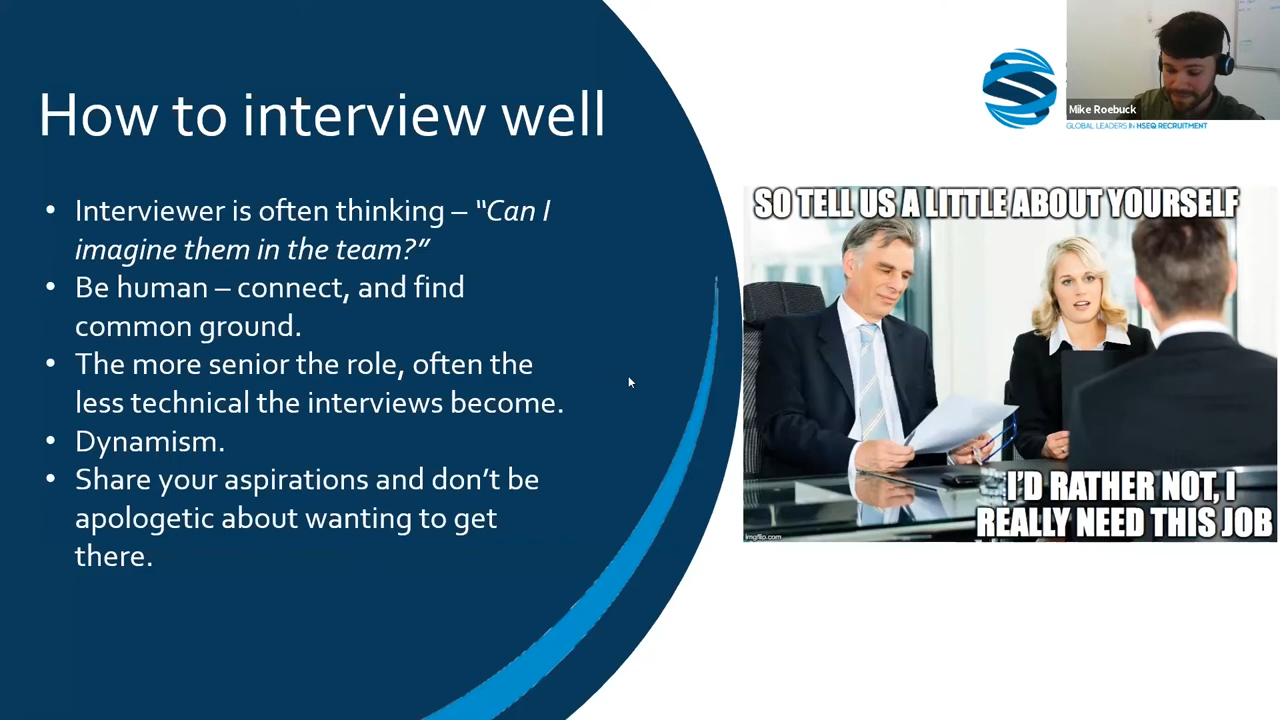 How to interview well
• Interviewer is often thinking – “Can I
imagine them in the team?”
• Be human – connect, and find
common ground.
• The more senior the role, often the
less technical the interviews become.
• Dynamism.
• Share your aspirations and don’t be
apologetic about wanting to get
there.
Mike Roebuck
GLOBAL LEADERS IN HSEQ RECRUITMENT
SO TELL US A LITTLE ABOUT YOURSELF
I’D RATHER NOT, I
REALLY NEED THIS JOB
imgflip.com